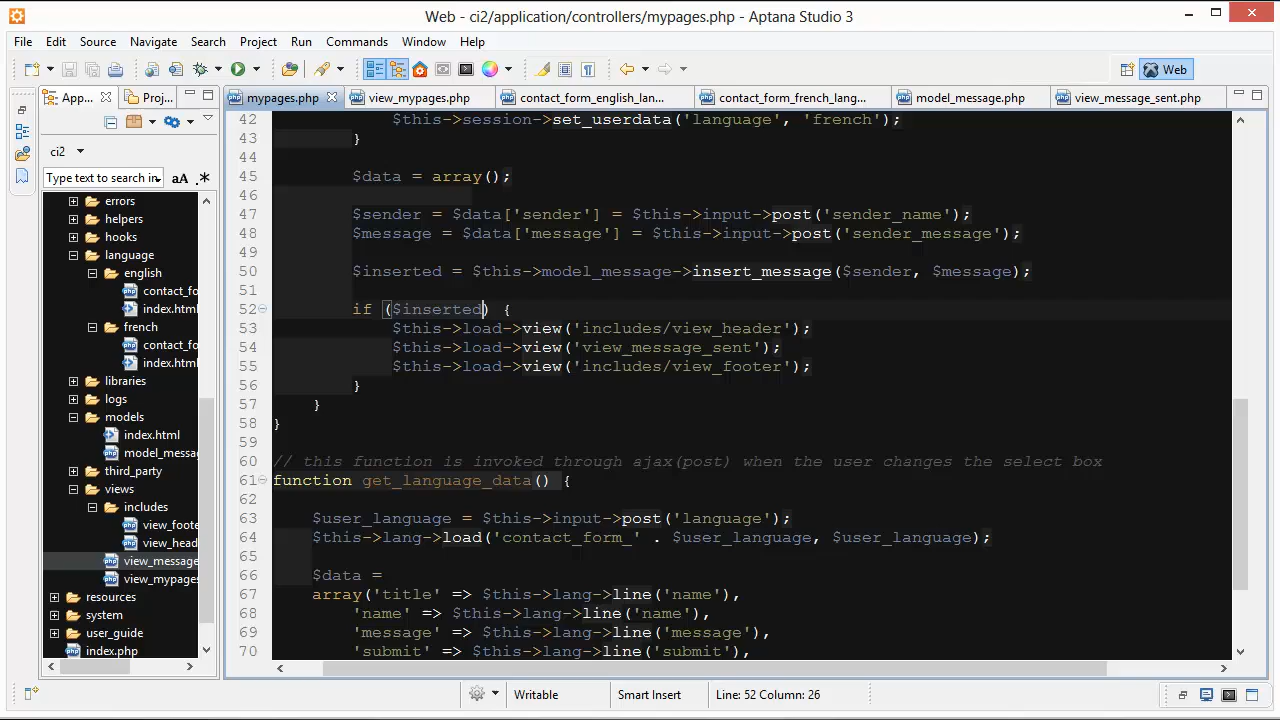 Web - ci2/application/controllers/mypages.php - Aptana Studio 3
File Edit Source Navigate Search Project Run Commands Window Help
Web
App... Proj...
mypages.php view_mypages.php contact_form_english_lan... contact_form_french_lang... model_message.php view_message_sent.php
ci2
Type text to search in
aA .*
errors
helpers
hooks
language
english
contact_fo
index.html
french
contact_fo
index.html
libraries
logs
models
index.html
model_messa
third_party
views
includes
view_foote
view_head
view_message
view_mypages
resources
system
user_guide
index.php
42 $this->session->set_userdata('language', 'french');
43 }
44
45 $data = array();
46
47 $sender = $data['sender'] = $this->input->post('sender_name');
48 $message = $data['message'] = $this->input->post('sender_message');
49
50 $inserted = $this->model_message->insert_message($sender, $message);
51
52 if ($inserted) {
53 $this->load->view('includes/view_header');
54 $this->load->view('view_message_sent');
55 $this->load->view('includes/view_footer');
56 }
57 }
58 }
59
60 // this function is invoked through ajax(post) when the user changes the select box
61 function get_language_data() {
62
63 $user_language = $this->input->post('language');
64 $this->lang->load('contact_form_' . $user_language, $user_language);
65
66 $data =
67 array('title' => $this->lang->line('name'),
68 'name' => $this->lang->line('name'),
69 'message' => $this->lang->line('message'),
70 'submit' => $this->lang->line('submit'),
Writable Smart Insert Line: 52 Column: 26